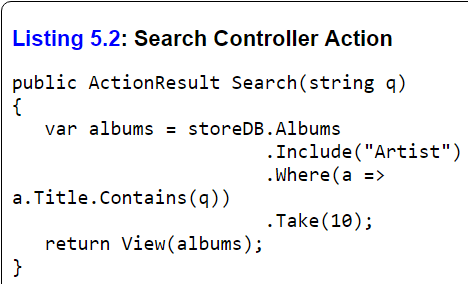 Listing 5.2: Search Controller Action
public ActionResult Search(string q)
{
   var albums = storeDB.Albums
                       .Include("Artist")
                       .Where(a =>
a.Title.Contains(q))
                       .Take(10);
   return View(albums);
}